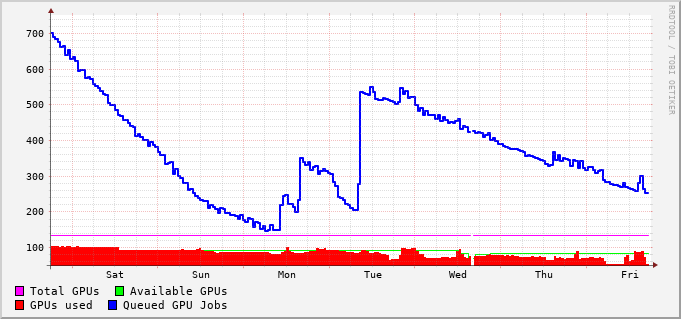 700
600
500
400
300
200
100
Sat Sun Mon Tue Wed Thu Fri
Total GPUs Available GPUs
GPUs used Queued GPU Jobs
RRDTOOL / TOBI OETIKER